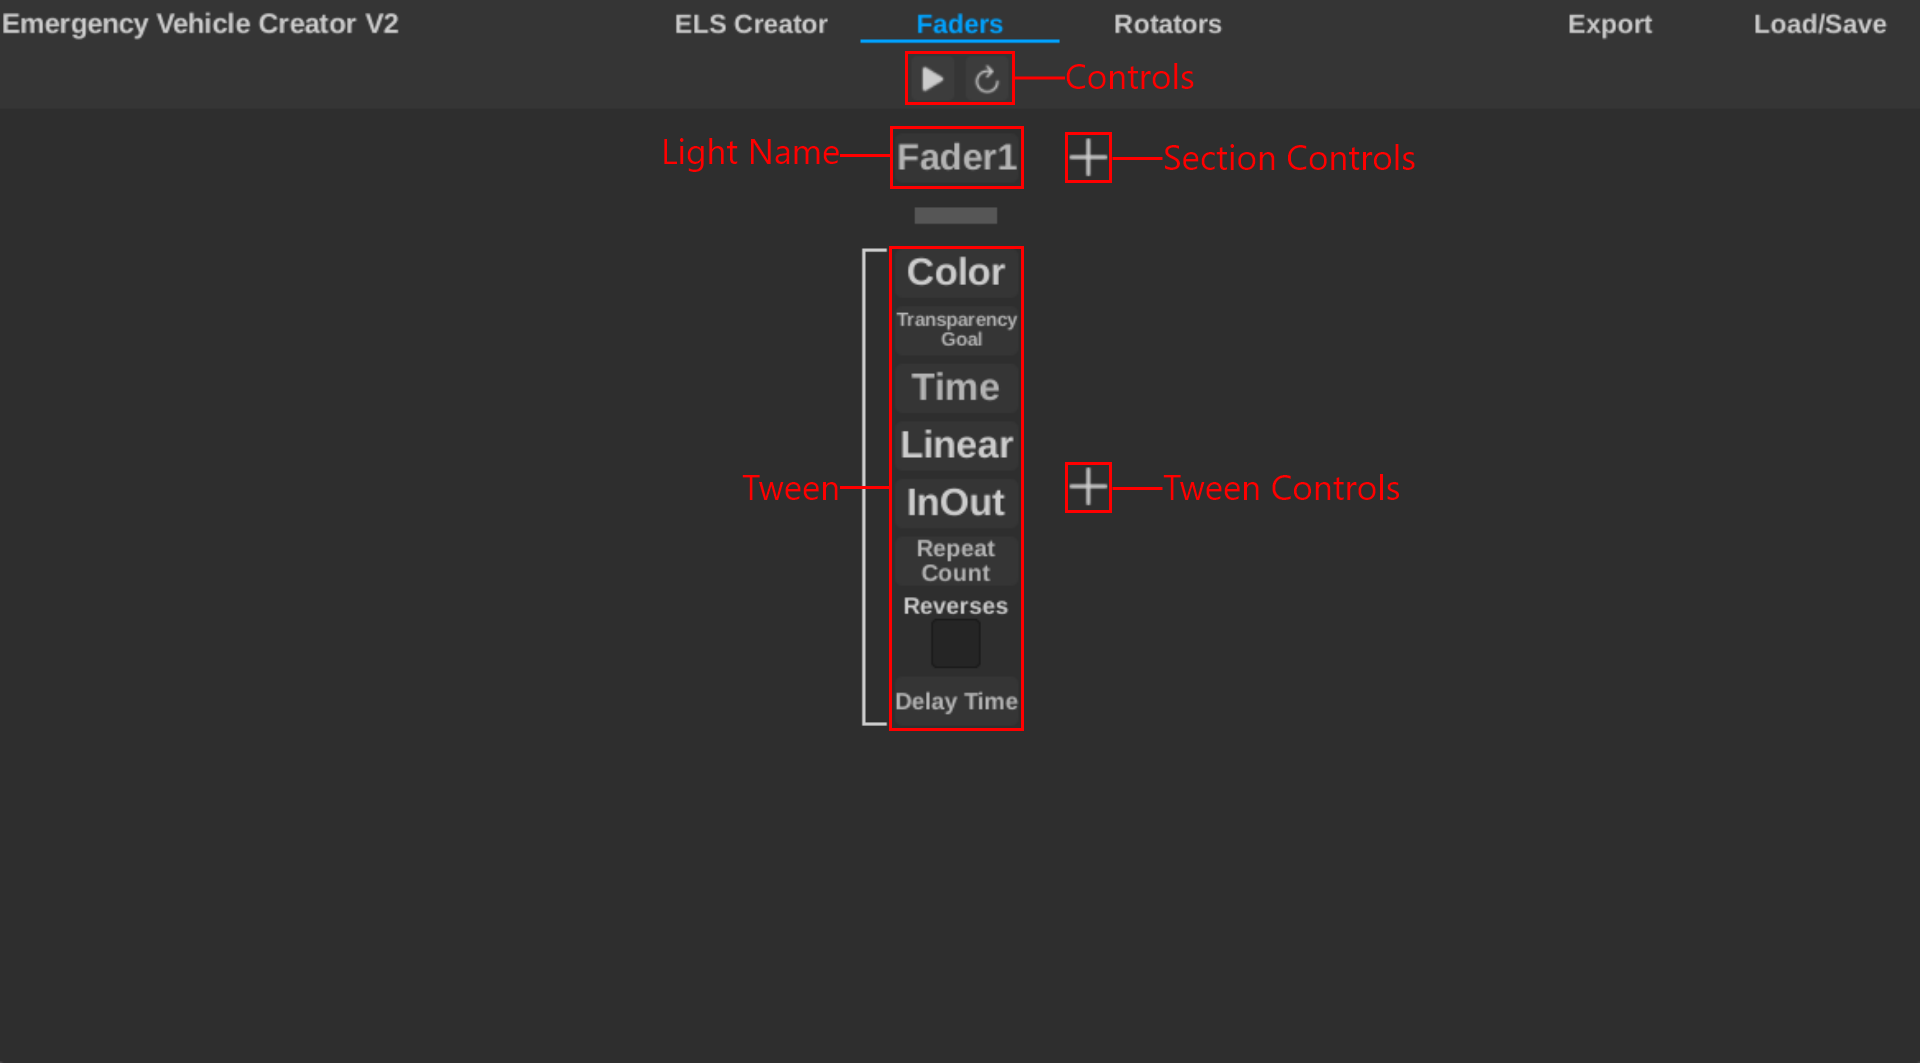 Emergency Vehicle Creator V2
ELS Creator
Faders
Rotators
Export
Load/Save
Controls
Light Name
Fader1
Section Controls
Color
Transparency
Goal
Time
Linear
Tween
InOut
Tween Controls
Repeat
Count
Reverses
Delay Time